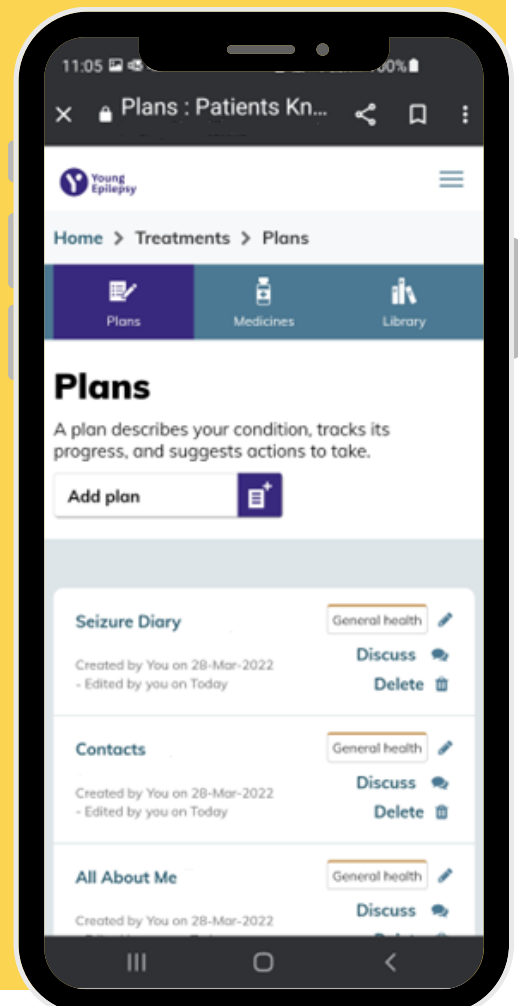 11:05
00%
Plans : Patients Kn...
Young
Epilepsy
Home > Treatments > Plans
Plans
Medicines
Library
Plans
A plan describes your condition, tracks its
progress, and suggests actions to take.
Add plan
Seizure Diary
General health
Discuss
Created by You on 28-Mar-2022
- Edited by you on Today
Delete
Contacts
General health
Discuss
Created by You on 28-Mar-2022
- Edited by you on Today
Delete
All About Me
General health
Discuss
Created by You on 28-Mar-2022